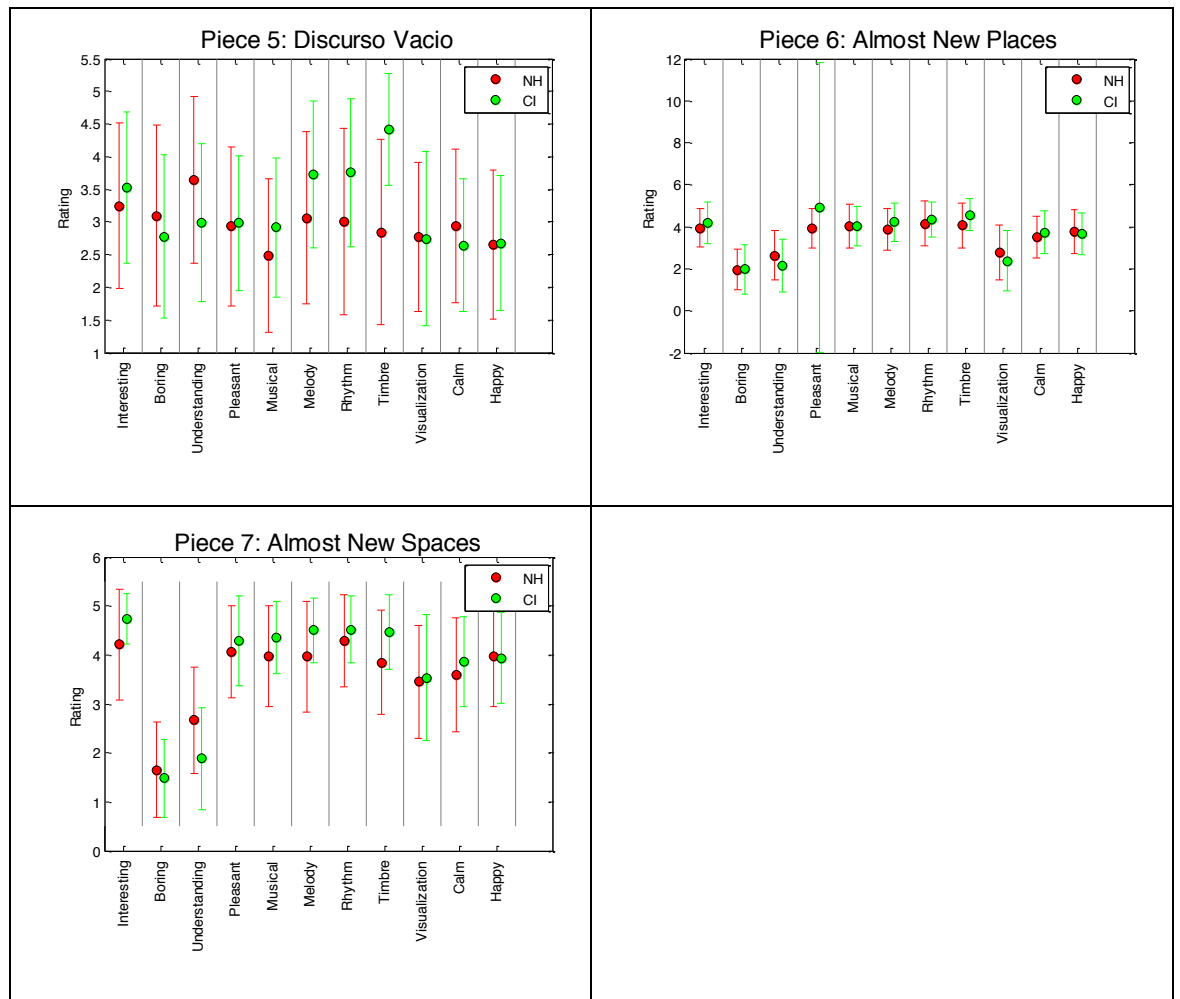 Piece 5: Discurso Vacio
5.5
5
4.5
4
3.5
3
2.5
2
1.5
1
Rating
NH
CI
Interesting
Boring
Understanding
Pleasant
Musical
Melody
Rhythm
Timbre
Visualization
Calm
Happy
Piece 6: Almost New Places
12
10
8
6
4
2
0
-2
Rating
NH
CI
Interesting
Boring
Understanding
Pleasant
Musical
Melody
Rhythm
Timbre
Visualization
Calm
Happy
Piece 7: Almost New Spaces
6
5
4
3
2
1
0
Rating
NH
CI
Interesting
Boring
Understanding
Pleasant
Musical
Melody
Rhythm
Timbre
Visualization
Calm
Happy